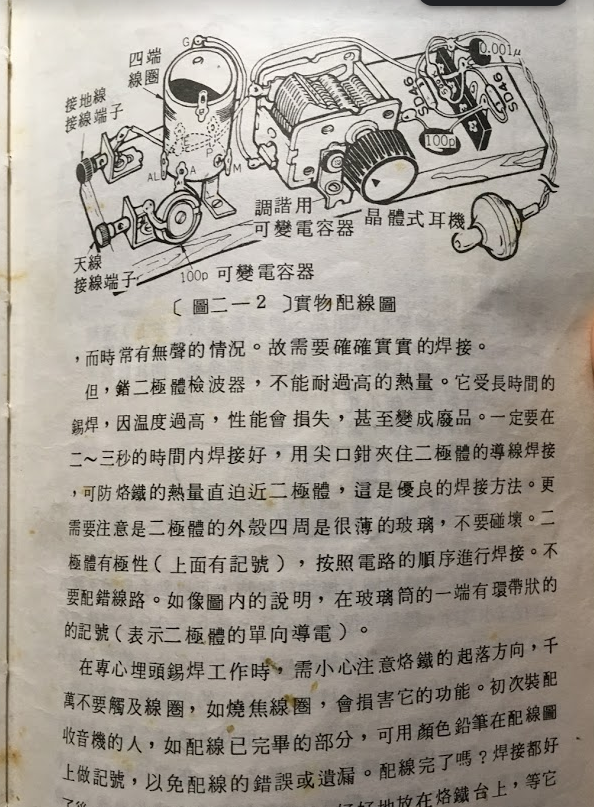 G
四端
線圈
接地線
接線端子
E
P
AL
A
M
0.001μ
SD46
SD46
100p
調諧用
可變電容器
晶體式耳機
天線
接線端子
100p 可變電容器
〔圖二—2 〕實物配線圖
，而時常有無聲的情況。故需要確確實實的焊接。
但，鍺二極體檢波器，不能耐過高的熱量。它受長時間的
錫焊，因温度過高，性能會損失，甚至變成廢品。一定要在
二～三秒的時間内焊接好，用尖口鉗夾住二極體的導線焊接
，可防烙鐵的熱量直迫近二極體，這是優良的焊接方法。更
需要注意是二極體的外殼四周是很薄的玻璃，不要碰壞。二
極體有極性（上面有記號），按照電路的順序進行焊接。不
要配錯線路。如像圖内的說明，在玻璃筒的一端有環帶狀的
的記號（表示二極體的單向導電）。
在專心埋頭錫焊工作時，需小心注意烙鐵的起落方向，千
萬不要觸及線圈，如燒焦線圈，會損害它的功能。初次裝配
收音機的人，如配線已完畢的部分，可用顏色鉛筆在配線圖
上做記號，以免配線的錯誤或遺漏。配線完了嗎？焊接都好
好地放在烙鐵台上，等它